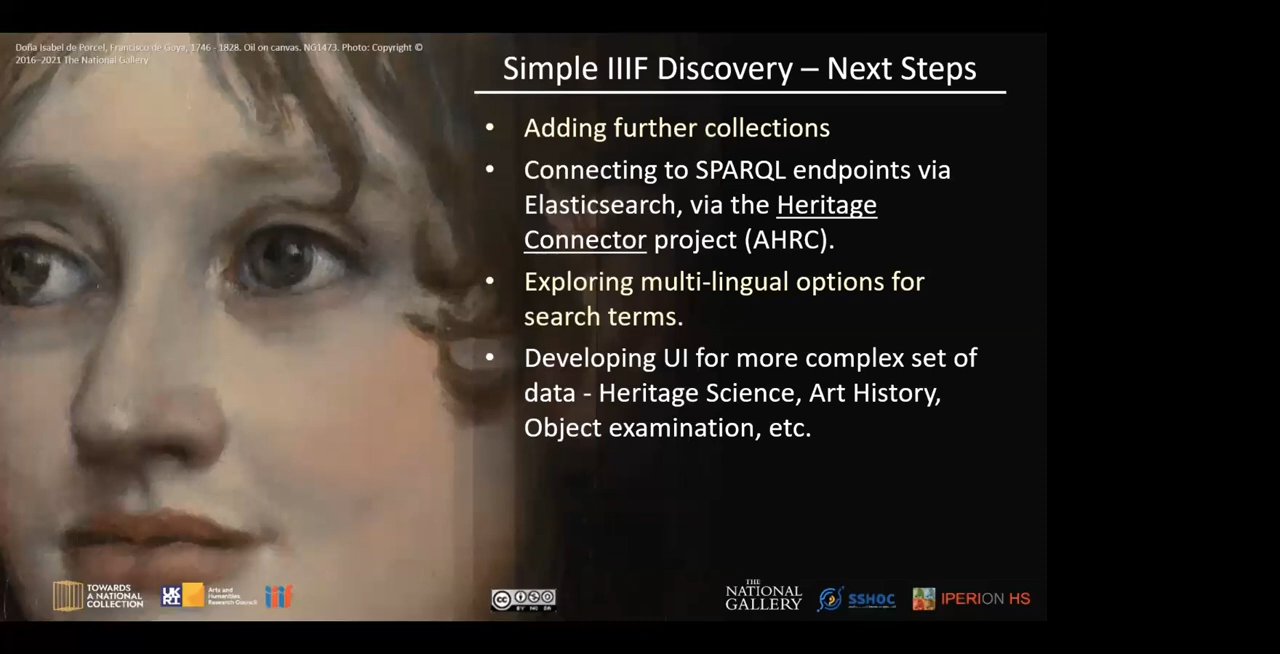 Doña Isabel de Porcel, Francisco de Goya, 1746 - 1828. Oil on canvas. NG1473. Photo: Copyright ©
2016–2021 The National Gallery
Simple IIIF Discovery – Next Steps
• Adding further collections
• Connecting to SPARQL endpoints via
Elasticsearch, via the Heritage
Connector project (AHRC).
• Exploring multi-lingual options for
search terms.
• Developing UI for more complex set of
data - Heritage Science, Art History,
Object examination, etc.
TOWARDS
A NATIONAL
COLLECTION
UK
RI
Arts and
Humanities
Research Council
cc
BY NC SA
THE
NATIONAL
GALLERY
SSHOC
IPERION HS